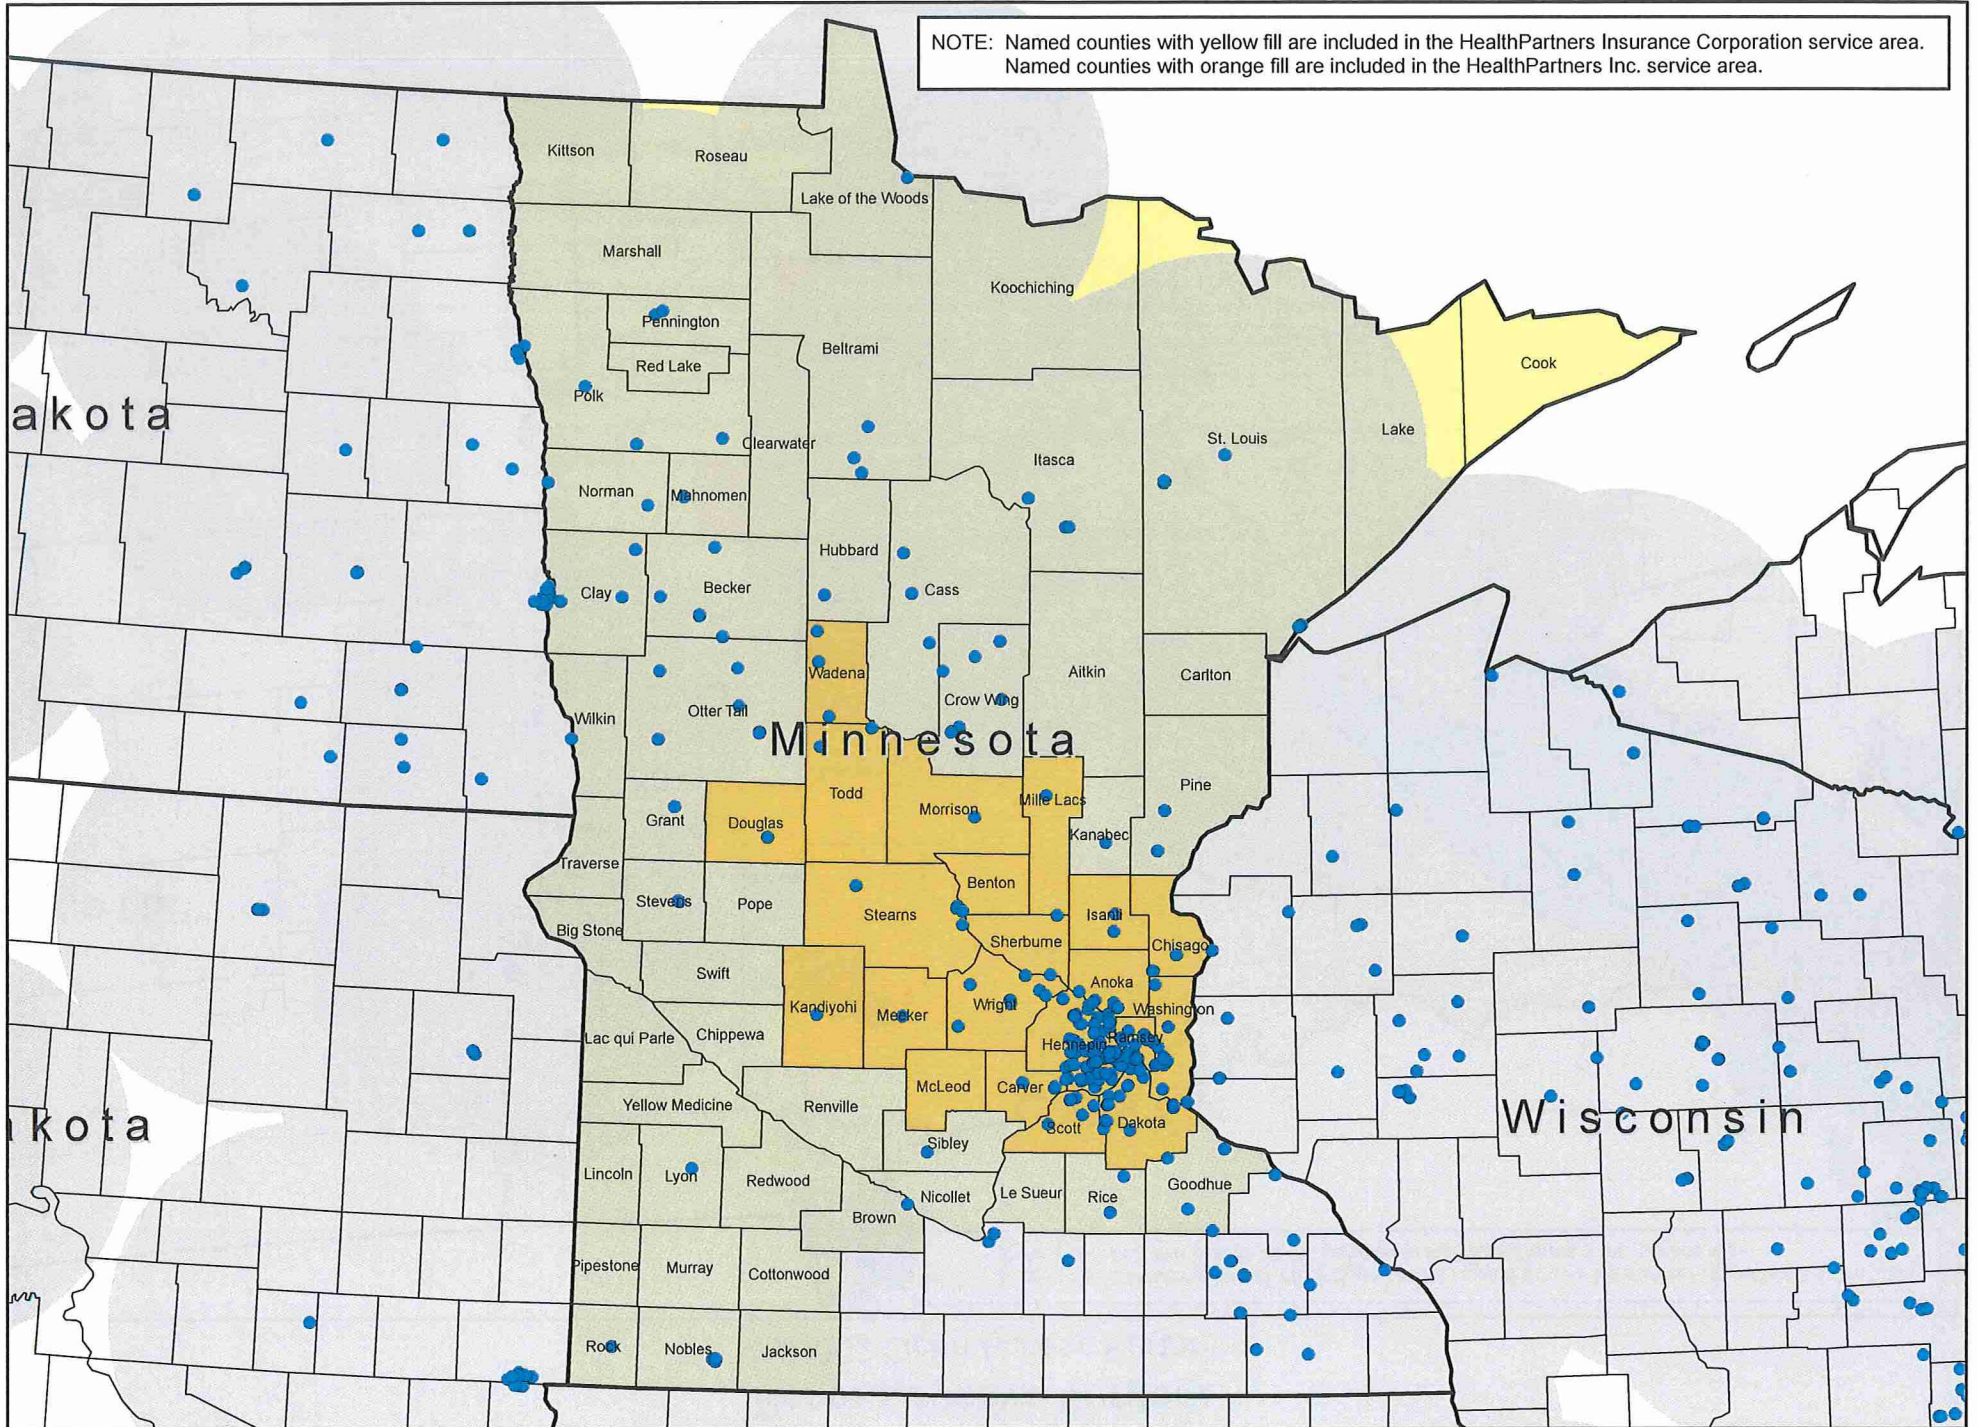 NOTE: Named counties with yellow fill are included in the HealthPartners Insurance Corporation service area.
Named counties with orange fill are included in the HealthPartners Inc. service area.
Kittson
Roseau
Lake of the Woods
Marshall
Koochiching
Pennington
Beltrami
Red Lake
Cook
Polk
akota
Lake
Clearwater
St. Louis
Itasca
Norman
Mahnomen
Hubbard
Becker
Cass
Clay
Wadena
Aitkin
Carlton
Crow Wing
Otter Tail
Wilkin
Minnesota
Pine
Todd
Mille Lacs
Morrison
Grant
Douglas
Kanabec
Traverse
Benton
Stevens
Pope
Stearns
Isanti
Big Stone
Sherburne
Chisago
Swift
Anoka
Kandiyohi
Wright
Washington
Meeker
Lac qui Parle
Chippewa
Hennepin
Ramsey
McLeod
Carver
Yellow Medicine
Renville
Wisconsin
kota
Scott
Dakota
Sibley
Lincoln
Lyon
Redwood
Goodhue
Nicollet
Le Sueur
Rice
Brown
Pipestone
Murray
Cottonwood
Rock
Nobles
Jackson